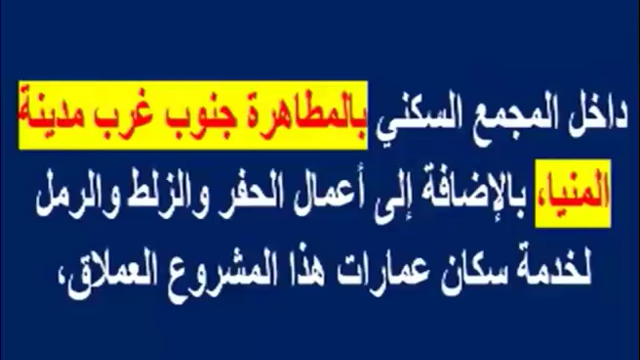 داخل المجمع السكني بالمطاهرة جنوب غرب مدينة
المنيا، بالإضافة إلى أعمال الحفر والزلط والرمل
لخدمة سكان عمارات هذا المشروع العملاق،